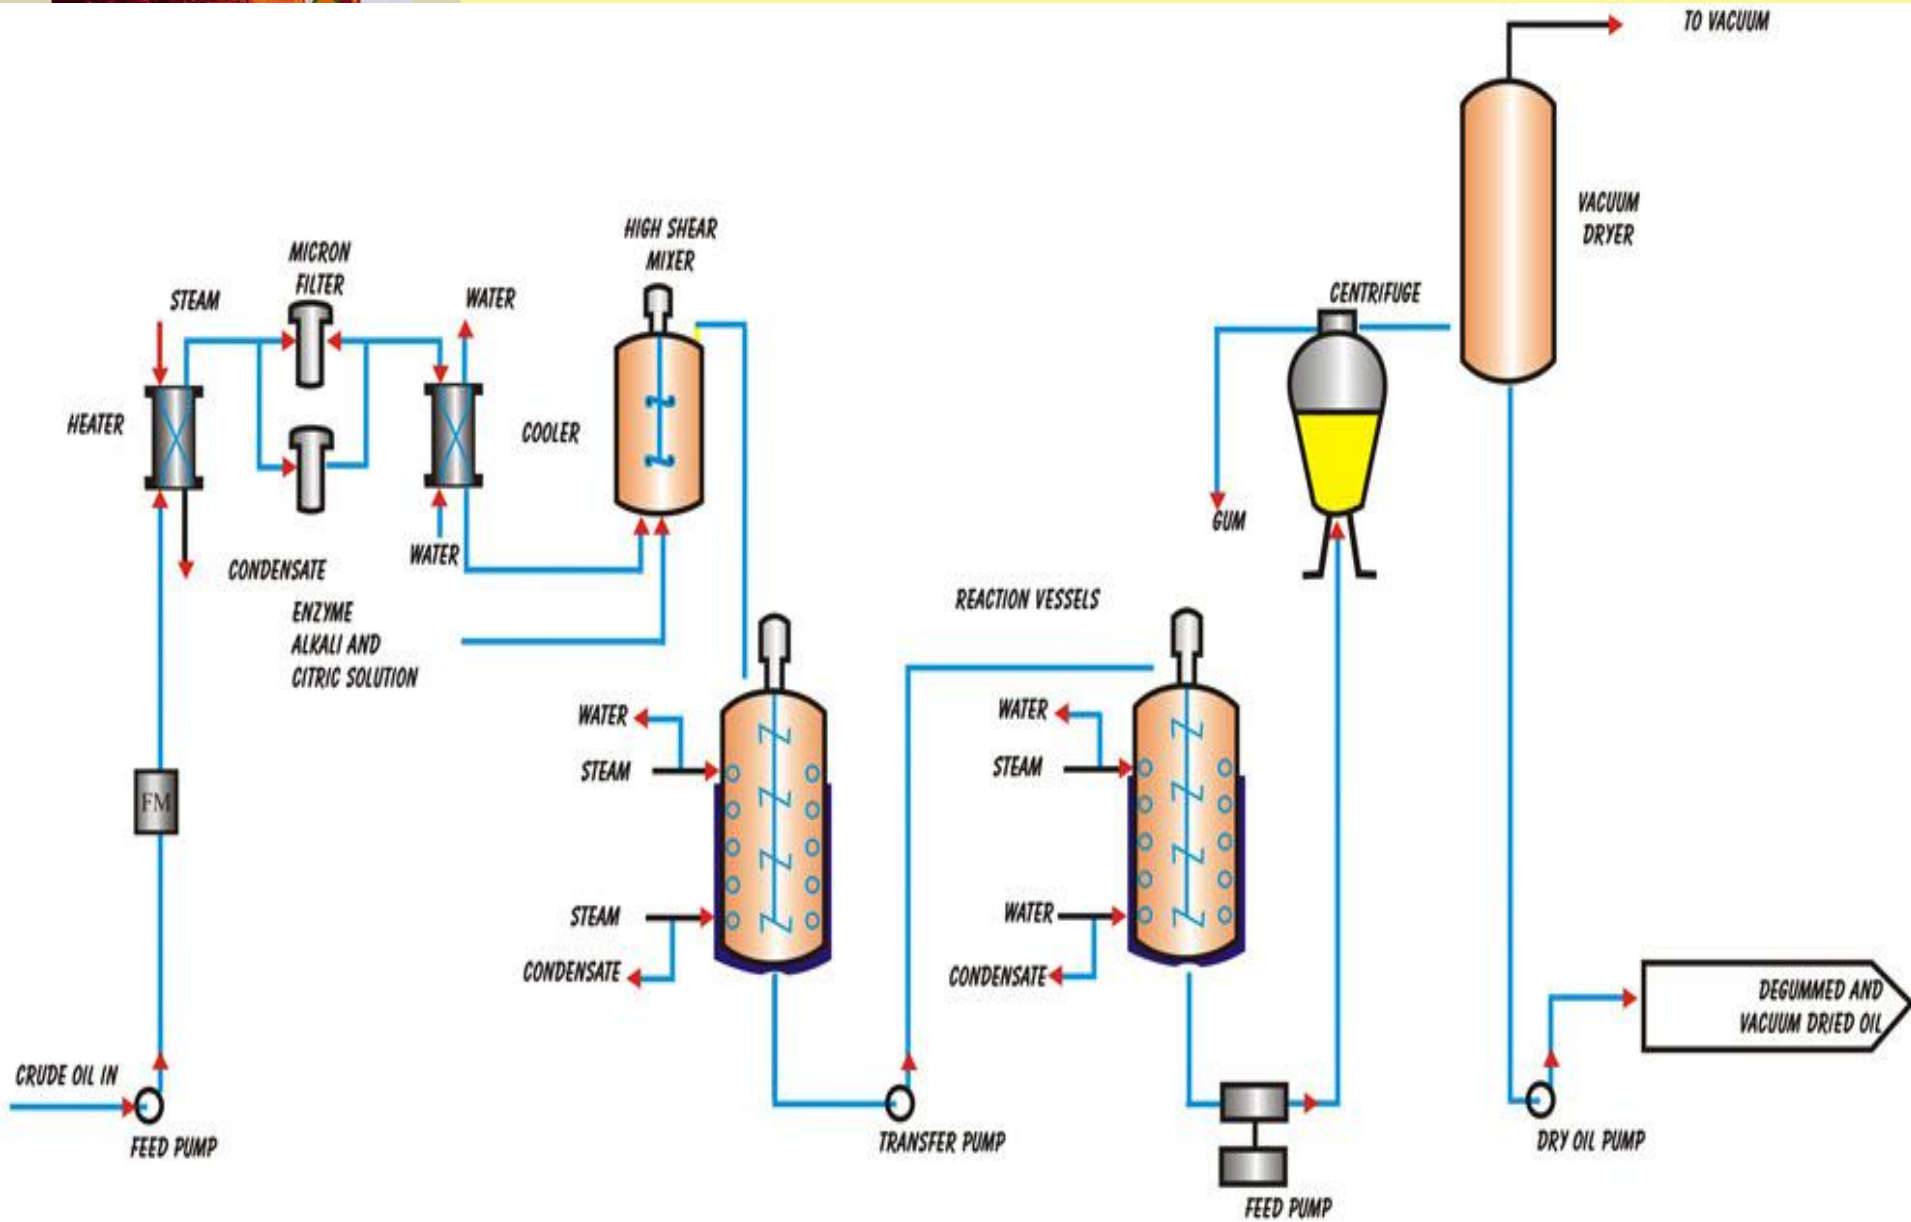 TO VACUUM
VACUUM
DRYER
HIGH SHEAR
MIXER
MICRON
FILTER
STEAM
WATER
CENTRIFUGE
HEATER
COOLER
GUM
WATER
CONDENSATE
ENZYME
ALKALI AND
CITRIC SOLUTION
REACTION VESSELS
WATER
STEAM
WATER
STEAM
FM
STEAM
CONDENSATE
WATER
CONDENSATE
DEGUMMED AND
VACUUM DRIED OIL
CRUDE OIL IN
FEED PUMP
TRANSFER PUMP
DRY OIL PUMP
FEED PUMP